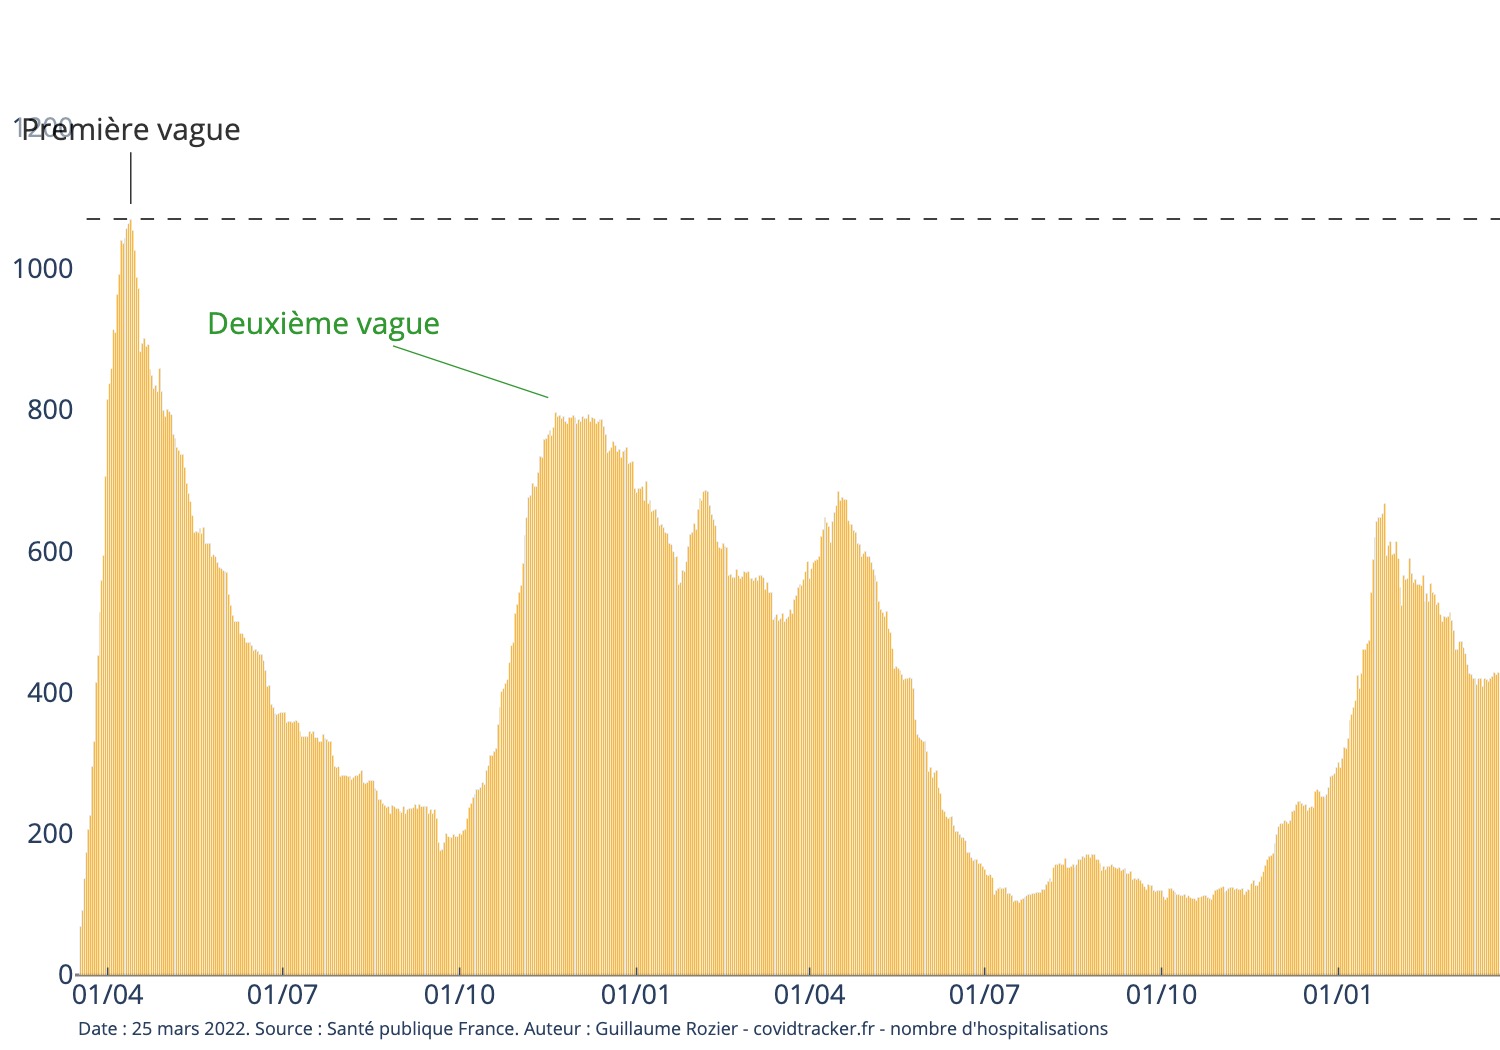 1200
Première vague
1000
Deuxième vague
800
600
400
200
0
01/04 01/07 01/10 01/01 01/04 01/07 01/10 01/01
Date : 25 mars 2022. Source : Santé publique France. Auteur : Guillaume Rozier - covidtracker.fr - nombre d'hospitalisations